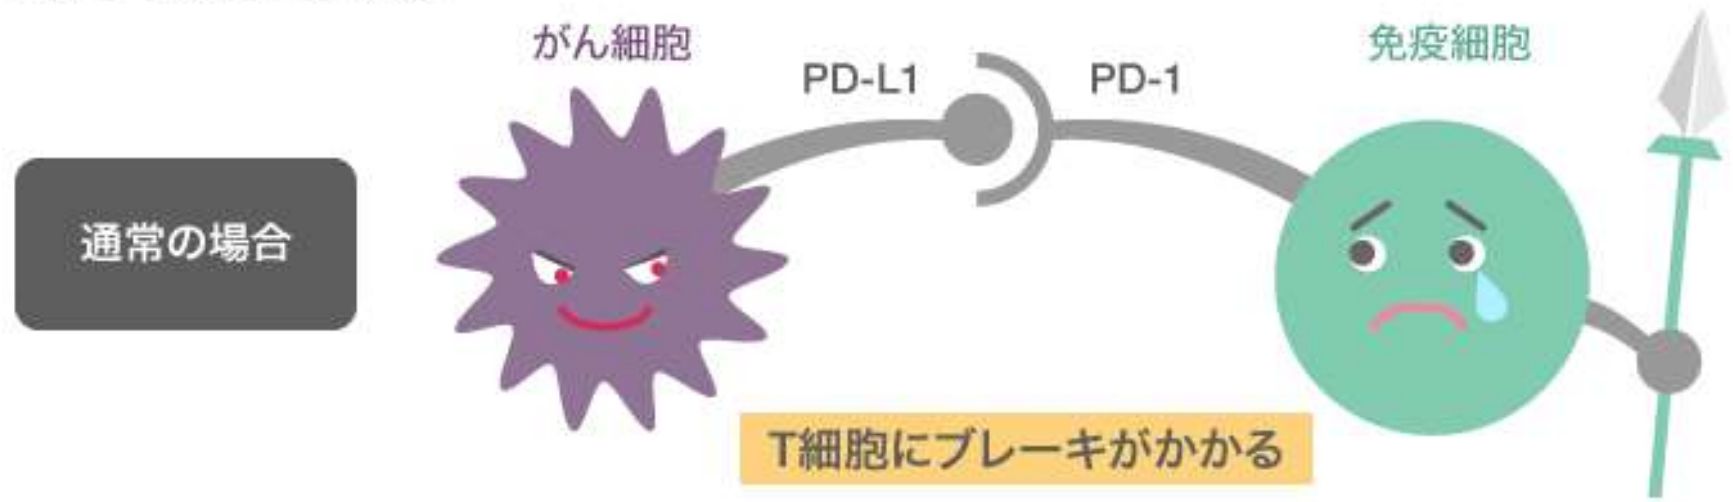 がん細胞
PD-L1
PD-1
免疫細胞
通常の場合
T細胞にブレーキがかかる